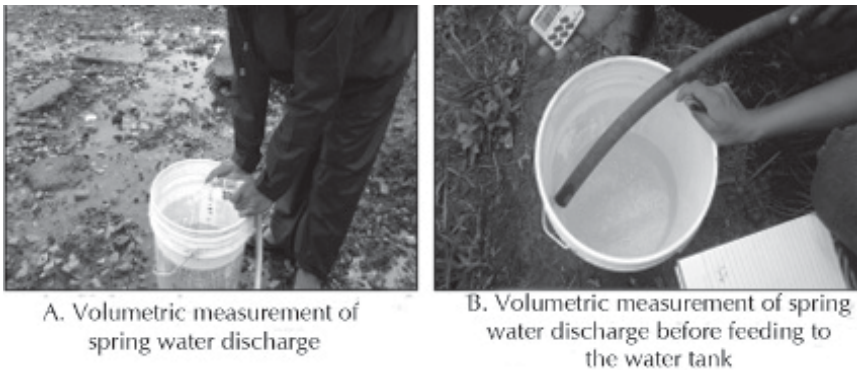 A. Volumetric measurement of
spring water discharge
B. Volumetric measurement of spring
water discharge before feeding to
the water tank